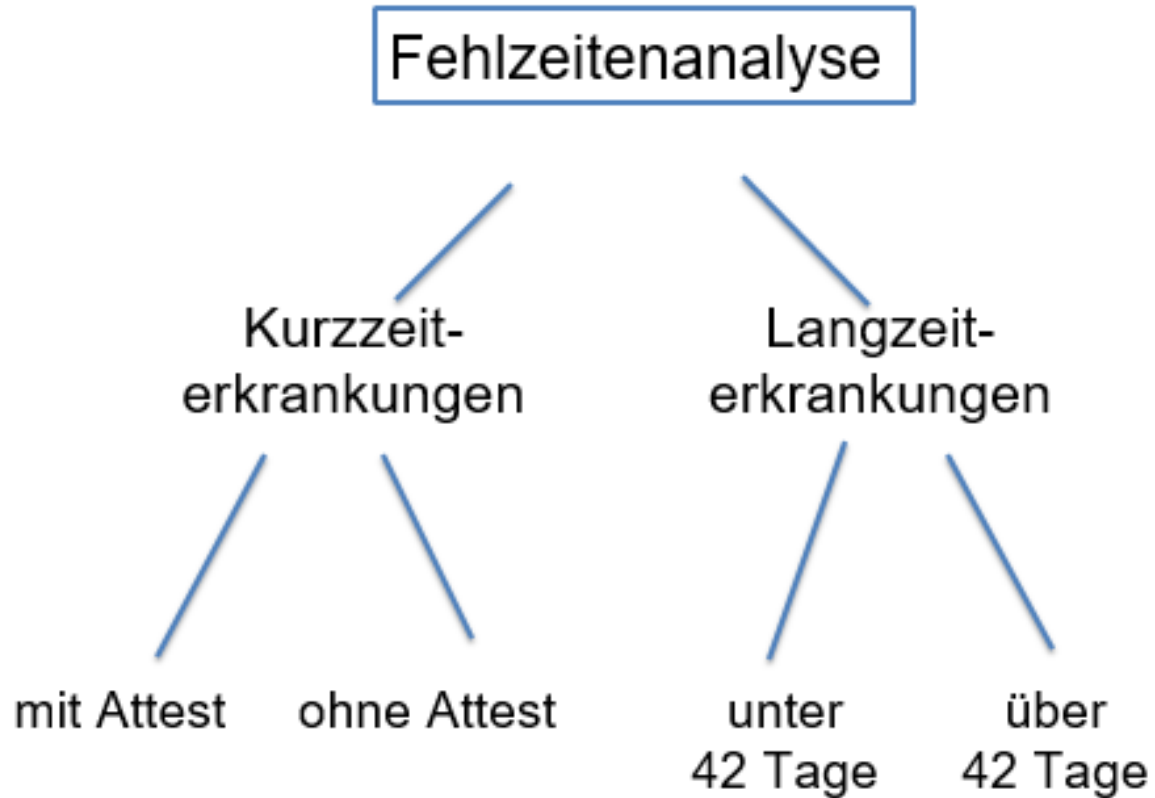 Fehlzeitenanalyse
Kurzzeit-
erkrankungen
Langzeit-
erkrankungen
mit Attest
ohne Attest
unter
42 Tage
über
42 Tage